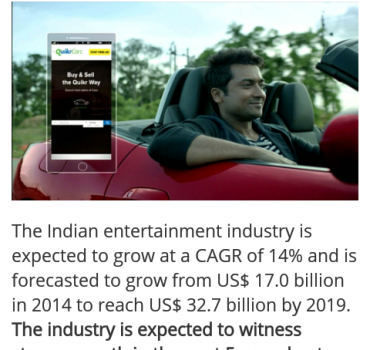 QuikrCars
Buy & Sell
the Quikr Way
The Indian entertainment industry is
expected to grow at a CAGR of 14% and is
forecasted to grow from US$ 17.0 billion
in 2014 to reach US$ 32.7 billion by 2019.
The industry is expected to witness